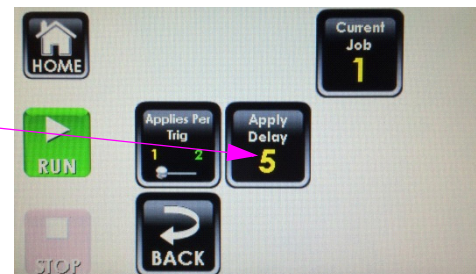 HOME
Current
Job
1
RUN
Applies Per
Trig
1 2
Apply
Delay
5
STOP
BACK